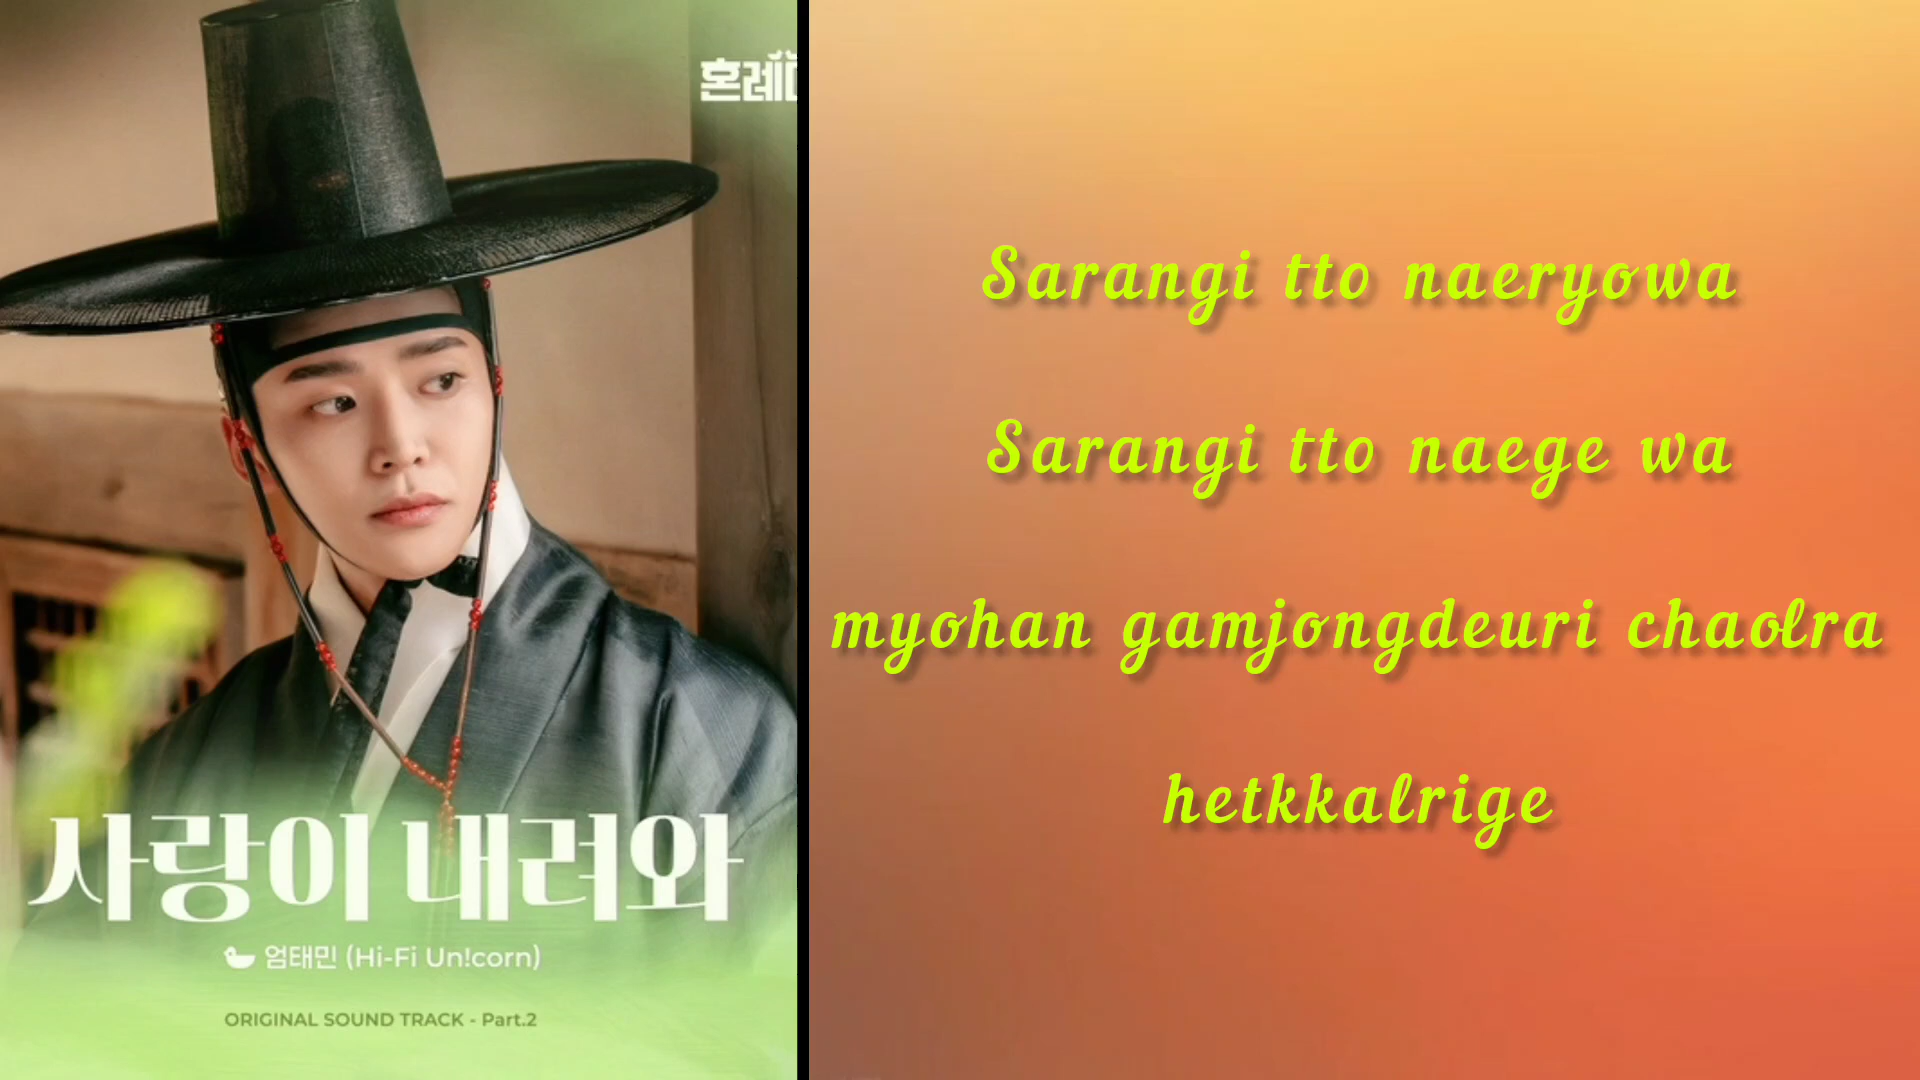 혼례
사랑이 내려와
엄태민 (Hi-Fi Un!corn)
ORIGINAL SOUND TRACK - Part.2
Sarangi tto naeryowa
Sarangi tto naege wa
myohan gamjongdeuri chaolra
hetkkalrige